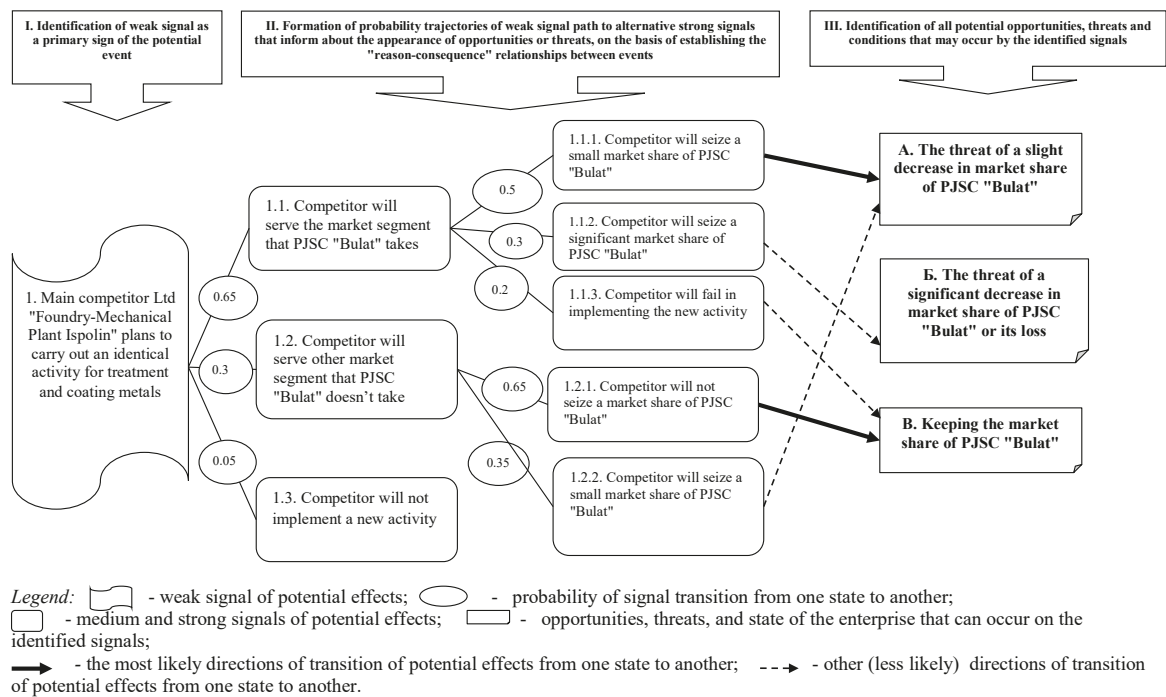 I. Identification of weak signal as
a primary sign of the potential
event
II. Formation of probability trajectories of weak signal path to alternative strong signals
that inform about the appearance of opportunities or threats, on the basis of establishing the
"reason-consequence" relationships between events
III. Identification of all potential opportunities, threats and
conditions that may occur by the identified signals
1. Main competitor Ltd
"Foundry-Mechanical
Plant Ispolin" plans to
carry out an identical
activity for treatment
and coating metals
0.65
0.3
0.05
1.1. Competitor will
serve the market segment
that PJSC "Bulat" takes
1.2. Competitor will
serve other market
segment that PJSC
"Bulat" doesn't take
1.3. Competitor will not
implement a new activity
0.5
0.3
0.2
0.65
0.35
1.1.1. Competitor will seize
a small market share of PJSC
"Bulat"
1.1.2. Competitor will seize
a significant market share of
PJSC "Bulat"
1.1.3. Competitor will fail in
implementing the new activity
1.2.1. Competitor will not
seize a market share of PJSC
"Bulat"
1.2.2. Competitor will seize
a small market share of PJSC
"Bulat"
А. The threat of a slight
decrease in market share
of PJSC "Bulat"
Б. The threat of a
significant decrease in
market share of PJSC
"Bulat" or its loss
В. Keeping the market
share of PJSC "Bulat"
Legend: - weak signal of potential effects; - probability of signal transition from one state to another;
- medium and strong signals of potential effects; - opportunities, threats, and state of the enterprise that can occur on the
identified signals;
- the most likely directions of transition of potential effects from one state to another; - other (less likely) directions of transition
of potential effects from one state to another.